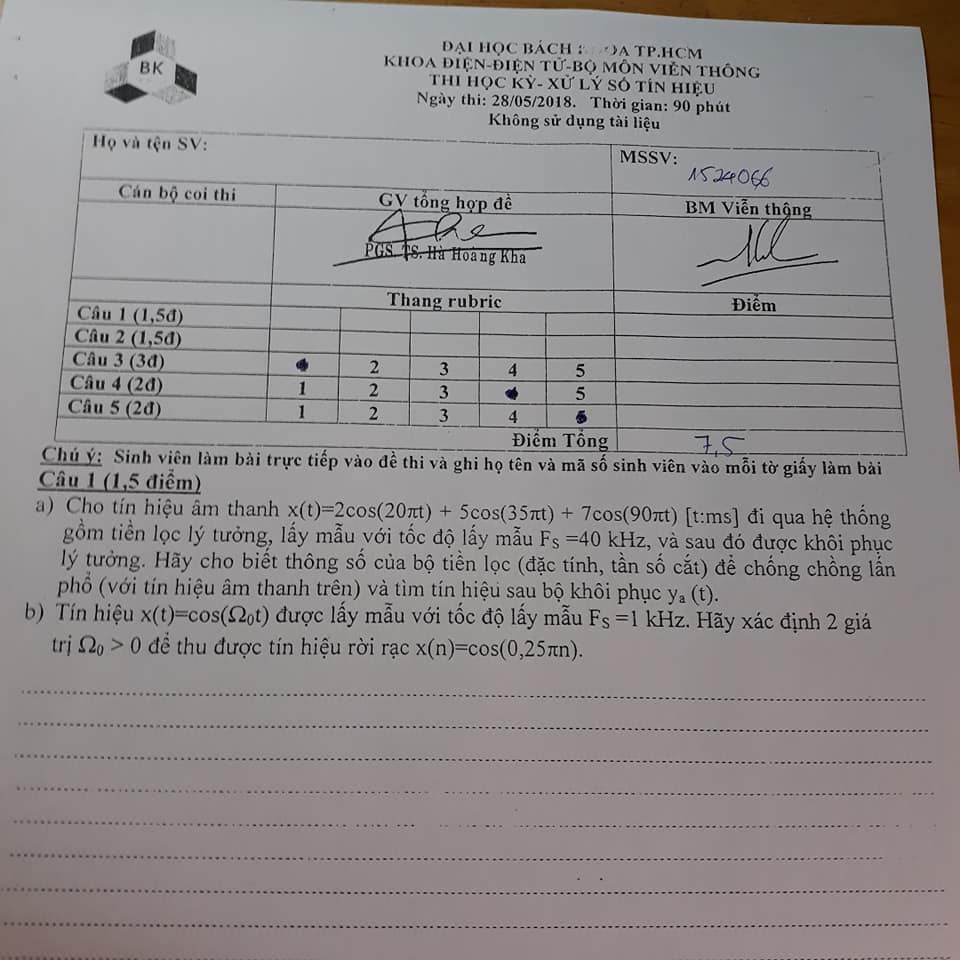 BK
ĐẠI HỌC BÁCH OA TP.HCM
KHOA ĐIỆN-ĐIỆN TỬ-BỘ MÔN VIỄN THÔNG
THI HỌC KỲ- XỬ LÝ SỐ TÍN HIỆU
Ngày thi: 28/05/2018. Thời gian: 90 phút
Không sử dụng tài liệu
Họ và tện SV:
MSSV: 1524066
Cán bộ coi thi GV tổng hợp đề BM Viễn thông
PGS. TS. Hà Hoàng Kha
Thang rubric Điểm
Câu 1 (1,5đ)
Câu 2 (1,5đ)
Câu 3 (3đ) 2 3 4 5
Câu 4 (2đ) 1 2 3 5
Câu 5 (2đ) 1 2 3 4 5
Điểm Tổng 7,5
Chú ý: Sinh viên làm bài trực tiếp vào đề thi và ghi họ tên và mã số sinh viên vào mỗi tờ giấy làm bài
Câu 1 (1,5 điểm)
a) Cho tín hiệu âm thanh x(t)=2cos(20πt) + 5cos(35πt) + 7cos(90πt) [t:ms] đi qua hệ thống
gồm tiền lọc lý tưởng, lấy mẫu với tốc độ lấy mẫu FS =40 kHz, và sau đó được khôi phục
lý tưởng. Hãy cho biết thông số của bộ tiền lọc (đặc tính, tần số cắt) để chống chồng lấn
phổ (với tín hiệu âm thanh trên) và tìm tín hiệu sau bộ khôi phục ya (t).
b) Tín hiệu x(t)=cos(Ω0t) được lấy mẫu với tốc độ lấy mẫu FS =1 kHz. Hãy xác định 2 giá
trị Ω0 > 0 để thu được tín hiệu rời rạc x(n)=cos(0,25πn).